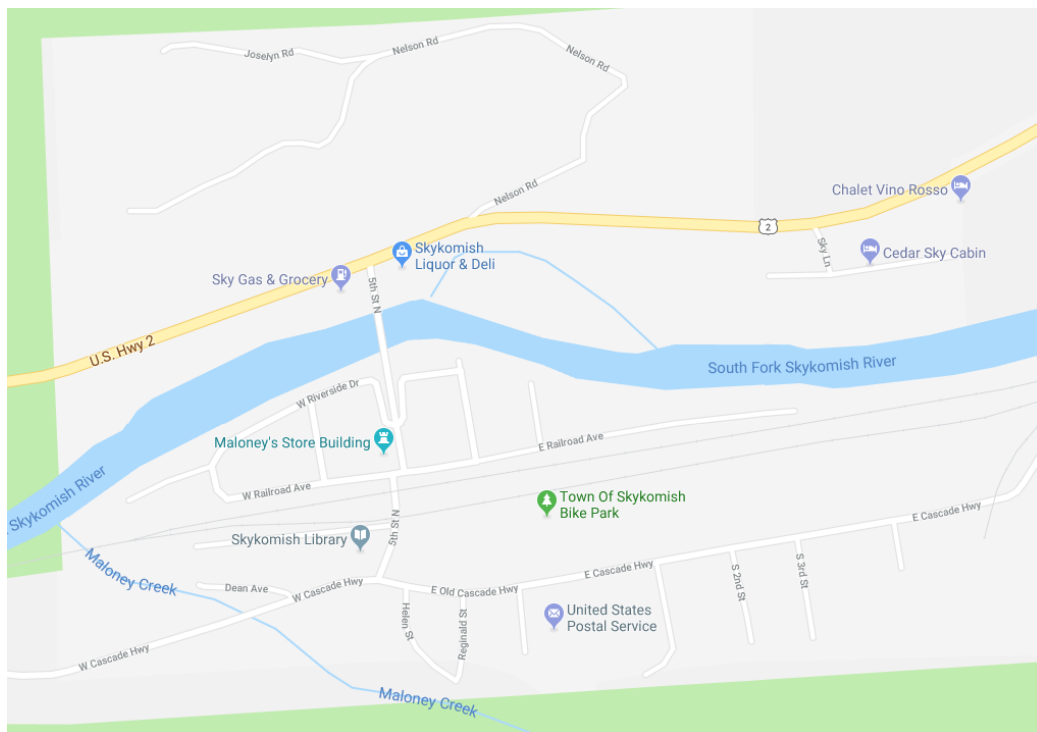 Joselyn Rd
Nelson Rd
Nelson Rd
Nelson Rd
Chalet Vino Rosso
2
Sky Ln
Cedar Sky Cabin
Skykomish
Liquor & Deli
Sky Gas & Grocery
5th St N
U.S. Hwy 2
South Fork Skykomish River
W Riverside Dr
Maloney's Store Building
E Railroad Ave
W Railroad Ave
Skykomish River
Town Of Skykomish
Bike Park
5th St N
Skykomish Library
E Cascade Hwy
Maloney Creek
Dean Ave
W Cascade Hwy
E Old Cascade Hwy
E Cascade Hwy
S 2nd St
S 3rd St
Helen St
Reginald St
United States
Postal Service
W Cascade Hwy
Maloney Creek